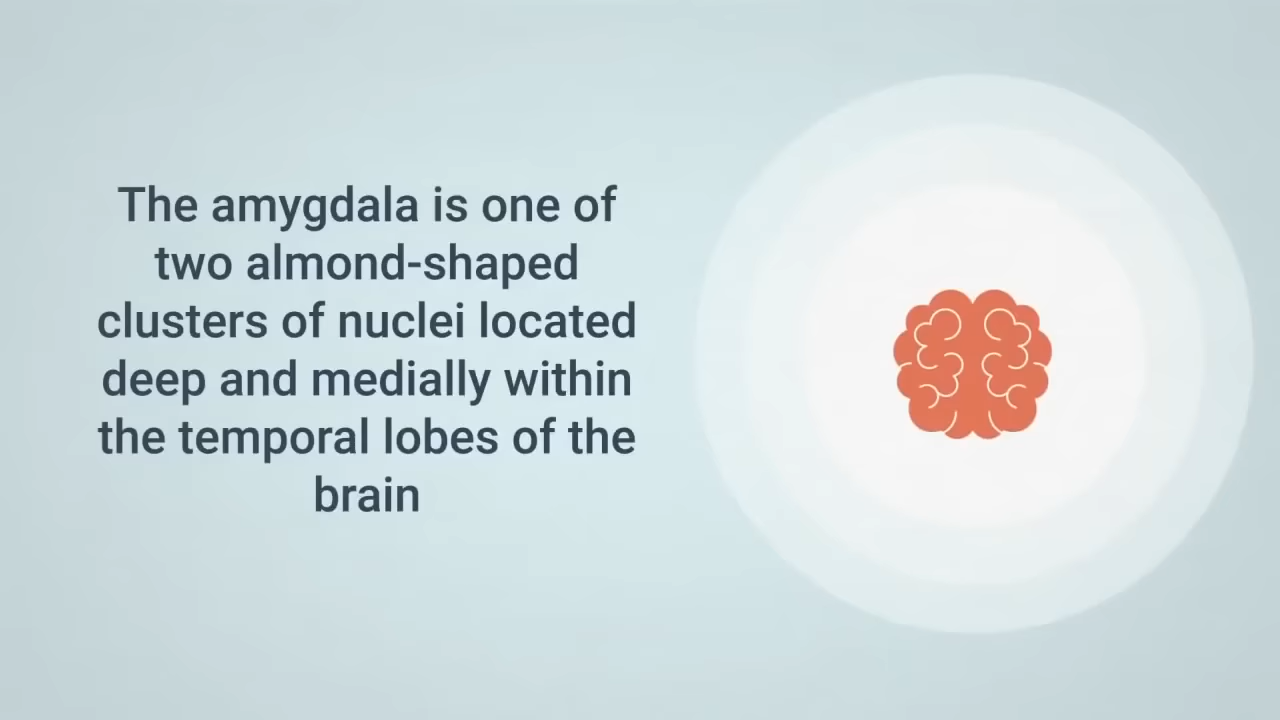 The amygdala is one of
two almond-shaped
clusters of nuclei located
deep and medially within
the temporal lobes of the
brain